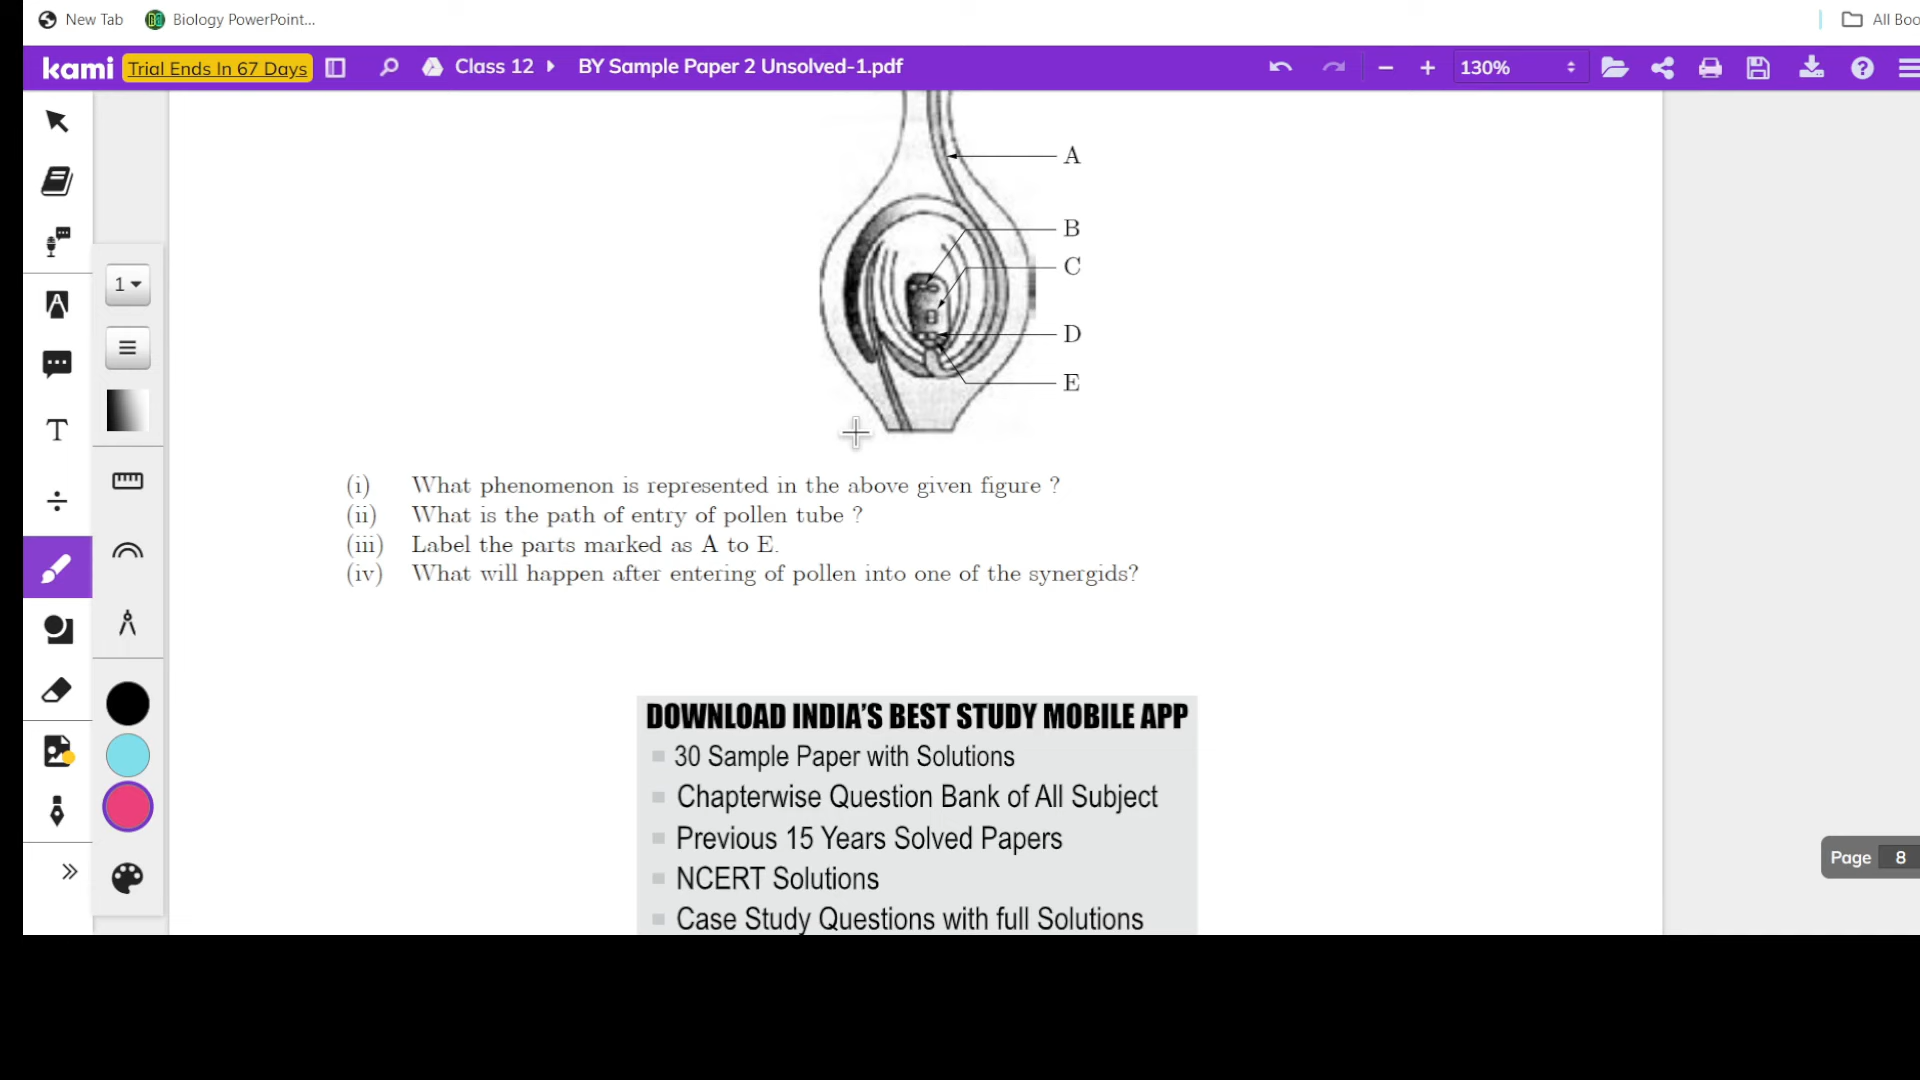 New Tab
Biology PowerPoint...
All Boo
kami
Trial Ends In 67 Days
Class 12
BY Sample Paper 2 Unsolved-1.pdf
130%
A
B
C
D
E
1
T
(i) What phenomenon is represented in the above given figure ?
(ii) What is the path of entry of pollen tube ?
(iii) Label the parts marked as A to E.
(iv) What will happen after entering of pollen into one of the synergids?
DOWNLOAD INDIA'S BEST STUDY MOBILE APP
30 Sample Paper with Solutions
Chapterwise Question Bank of All Subject
Previous 15 Years Solved Papers
NCERT Solutions
Case Study Questions with full Solutions
Page 8